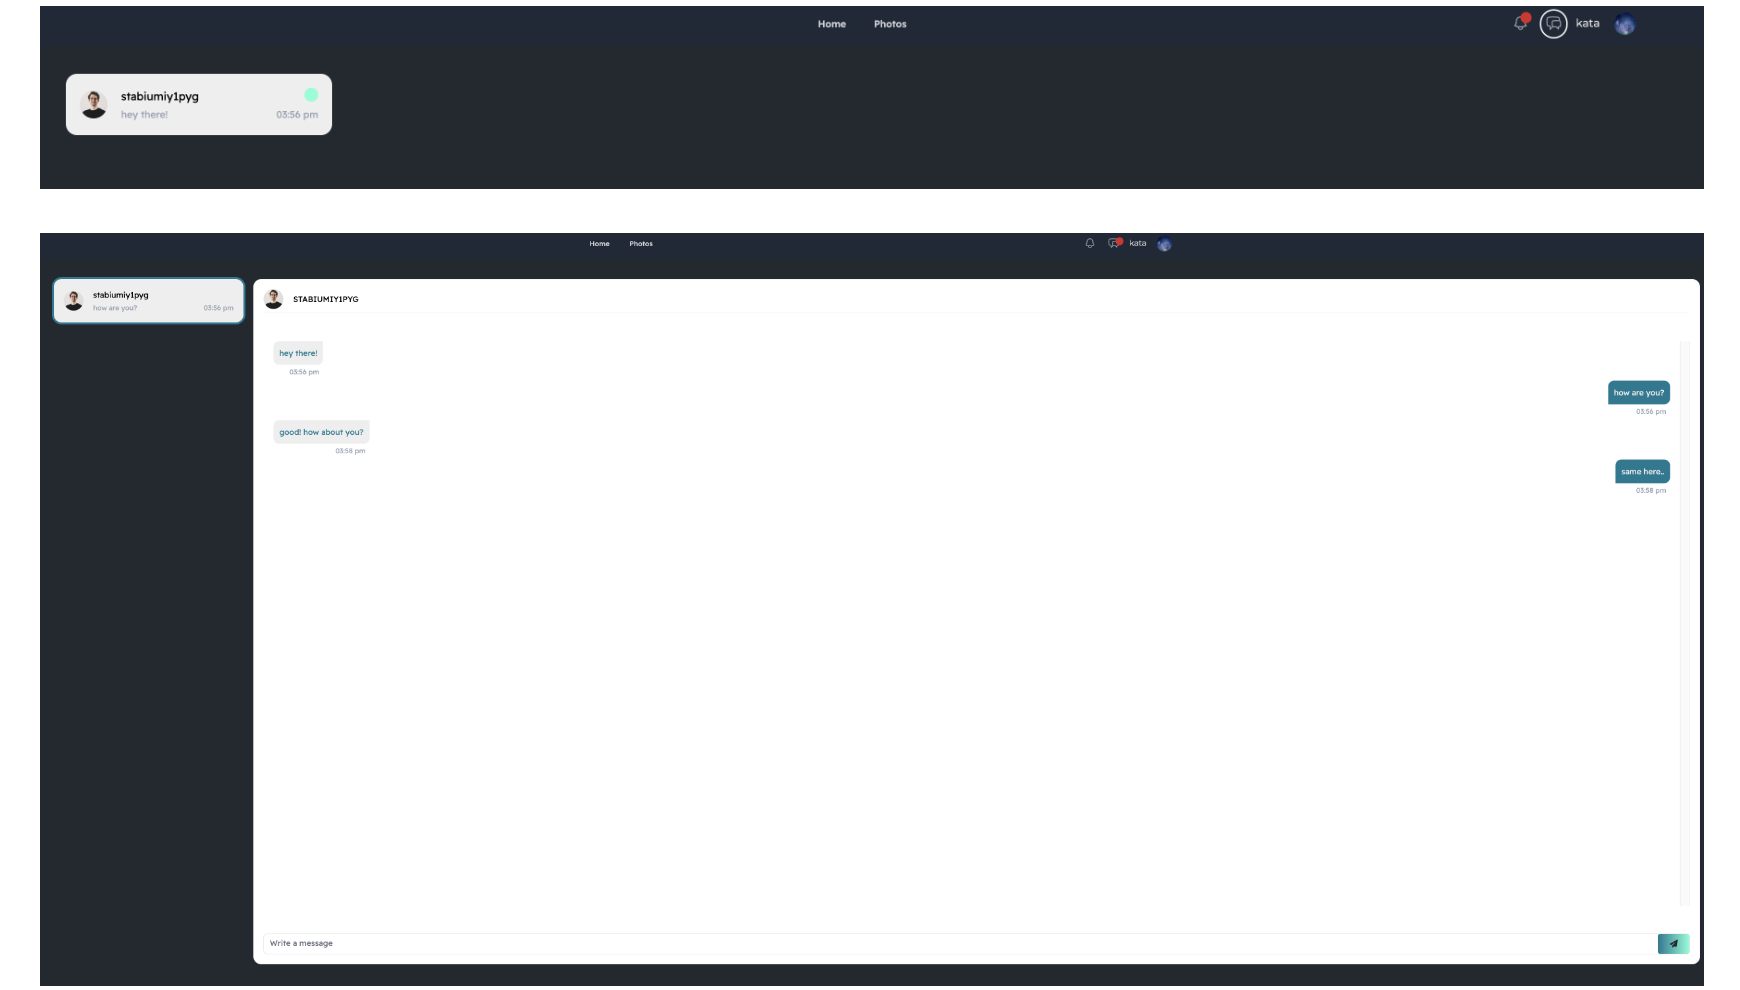 Home Photos kata
stabiumiy1pyg
hey there! 03:56 pm
Home Photos kata
stabiumiy1pyg
how are you? 03:56 pm
STABIUMIY1PYG
hey there!
03:56 pm
how are you?
03:56 pm
good! how about you?
03:58 pm
same here..
03:58 pm
Write a message